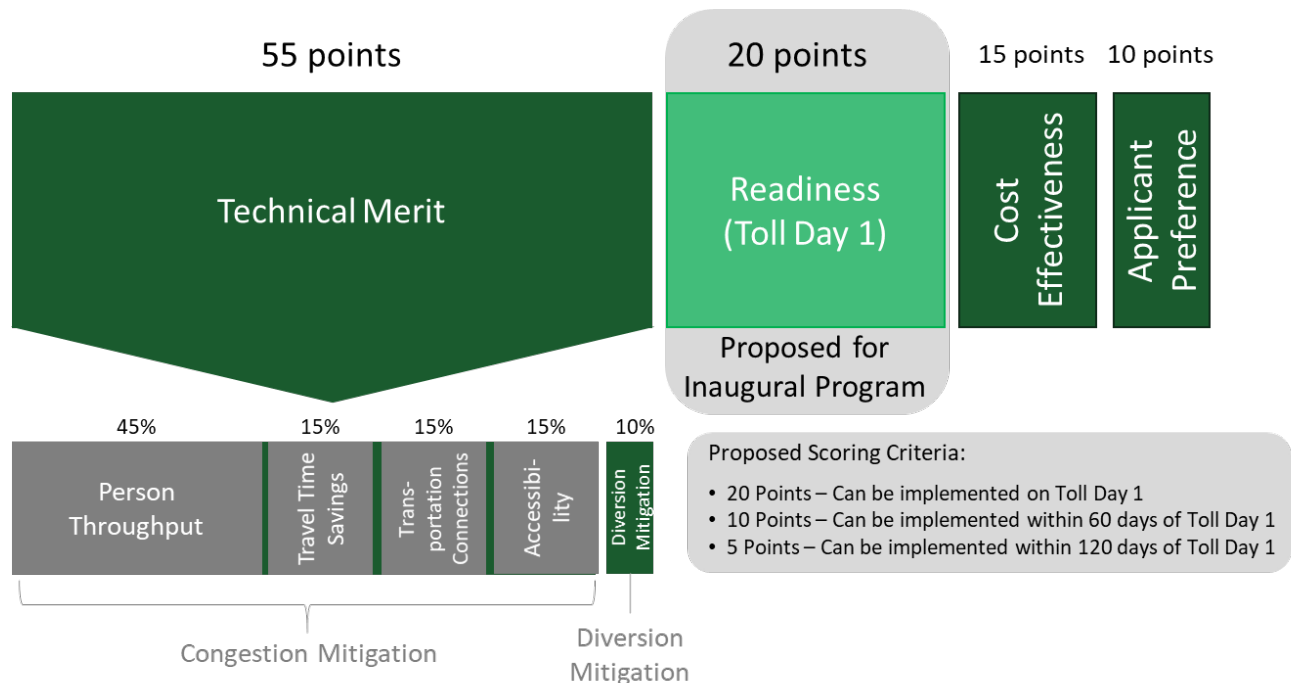 55 points
20 points
15 points
10 points
Technical Merit
Readiness
(Toll Day 1)
Cost
Effectiveness
Applicant
Preference
Proposed for
Inaugural Program
45%
15%
15%
15%
10%
Person
Throughput
Travel Time
Savings
Trans-
portation
Connections
Accessibi-
lity
Diversion
Mitigation
Congestion Mitigation
Diversion
Mitigation
Proposed Scoring Criteria:
• 20 Points – Can be implemented on Toll Day 1
• 10 Points – Can be implemented within 60 days of Toll Day 1
• 5 Points – Can be implemented within 120 days of Toll Day 1